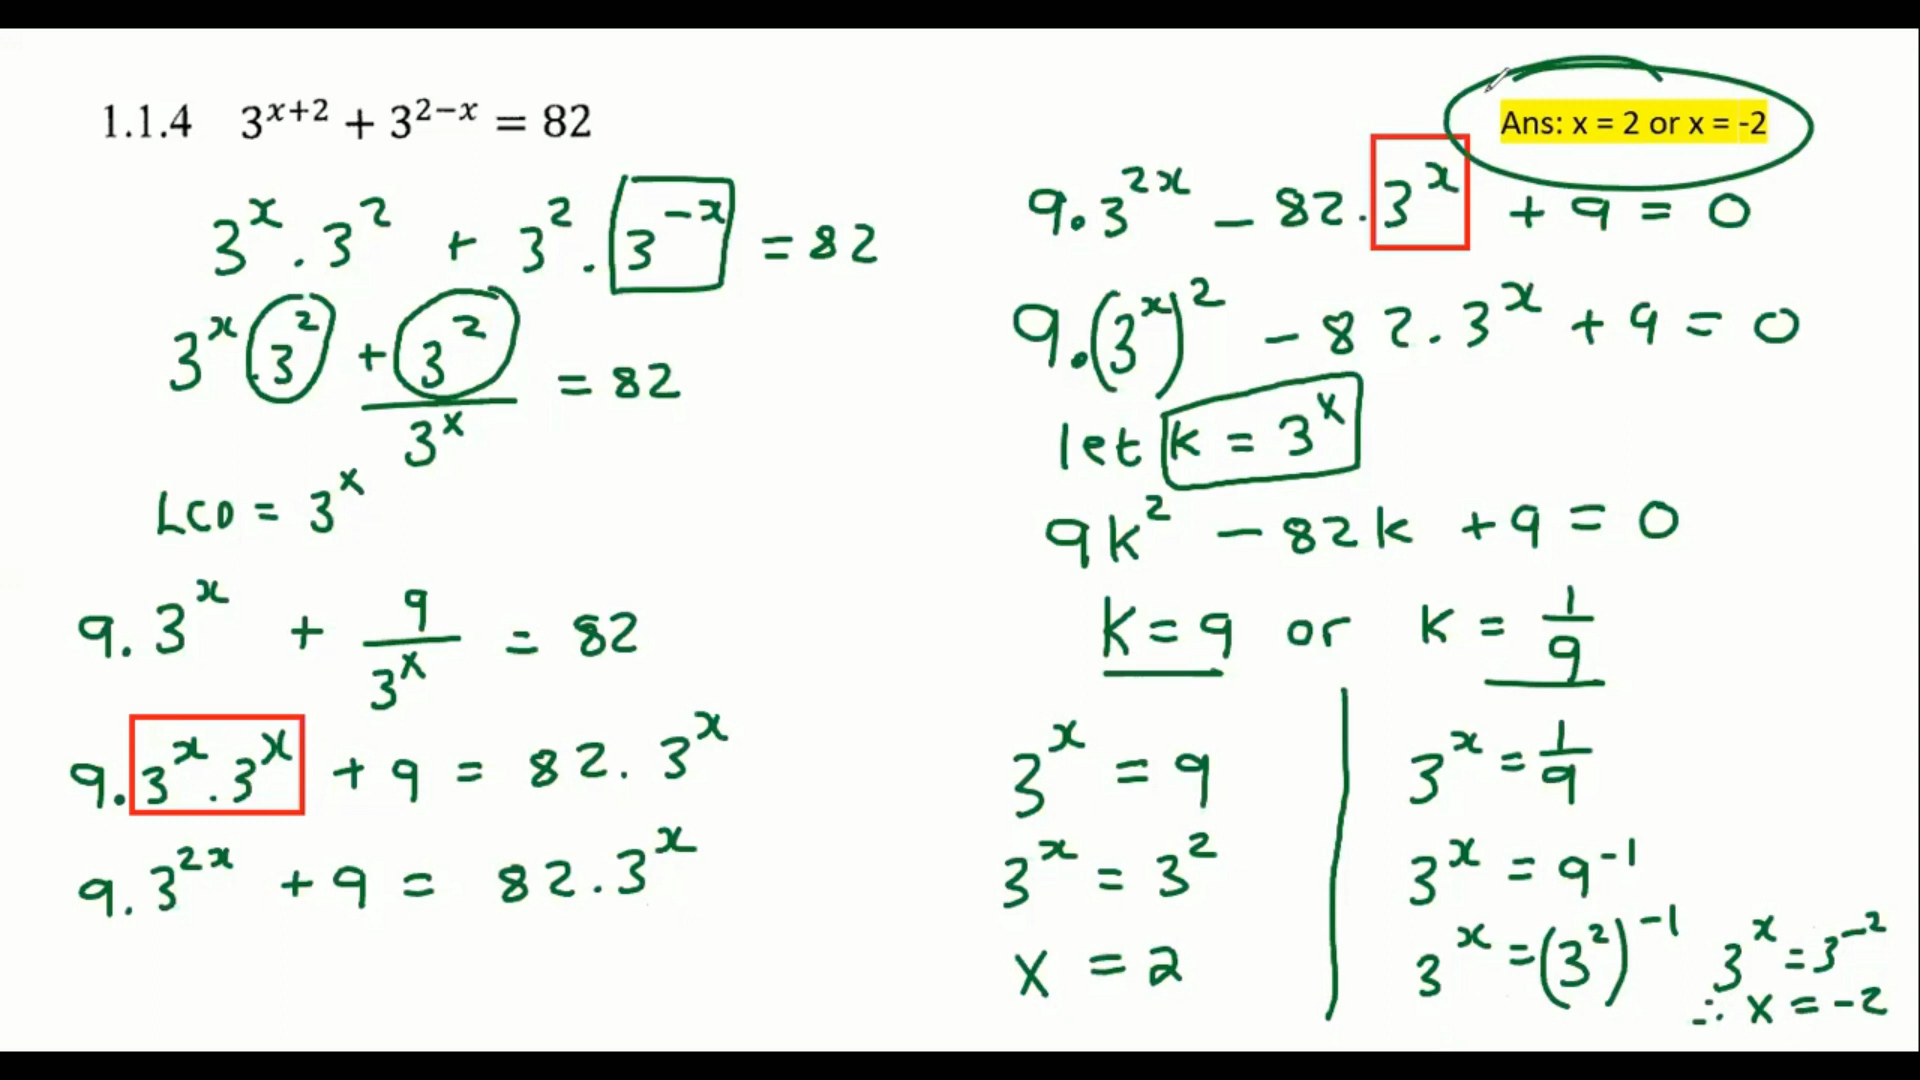 1.1.4 3^{x+2} + 3^{2−x} = 82
3^x . 3^2 + 3^2 . 3^{-x} = 82
3^x . 3^2 + 3^2/3^x = 82
LCD = 3^x
9. 3^x + 9/3^x = 82
9. 3^x . 3^x + 9 = 82. 3^x
9. 3^{2x} + 9 = 82. 3^x
Ans: x = 2 or x = -2
9. 3^{2x} − 82. 3^x + 9 = 0
9. (3^x)^2 − 82. 3^x + 9 = 0
let k = 3^x
9k^2 − 82k + 9 = 0
k = 9 or k = 1/9
3^x = 9
3^x = 3^2
x = 2
3^x = 1/9
3^x = 9^{-1}
3^x = (3^2)^{-1}
3^x = 3^{-2}
∴ x = -2